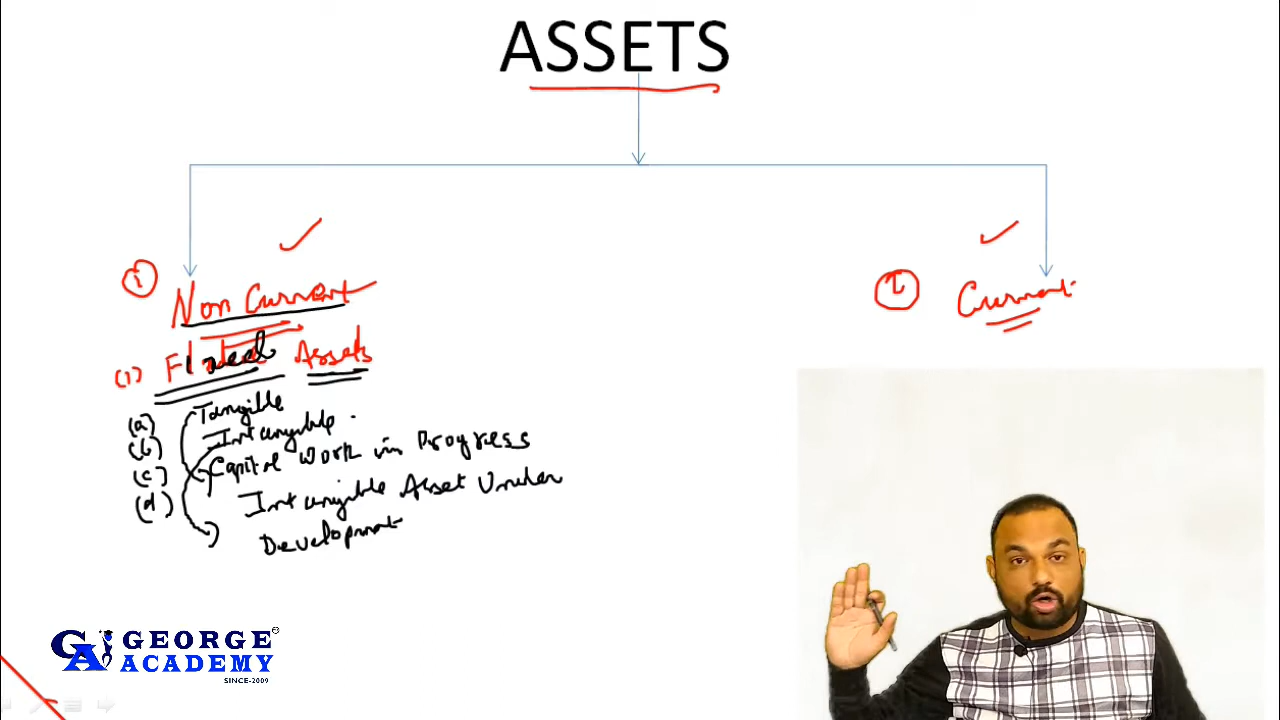 ASSETS
①
Non Current
(1) Fixed Assets
(a) Tangible
(b) Intangible
(c) Capital Work in Progress
(d) Intangible Asset Under
Development
②
Current
GEORGE
CA ACADEMY
SINCE-2009